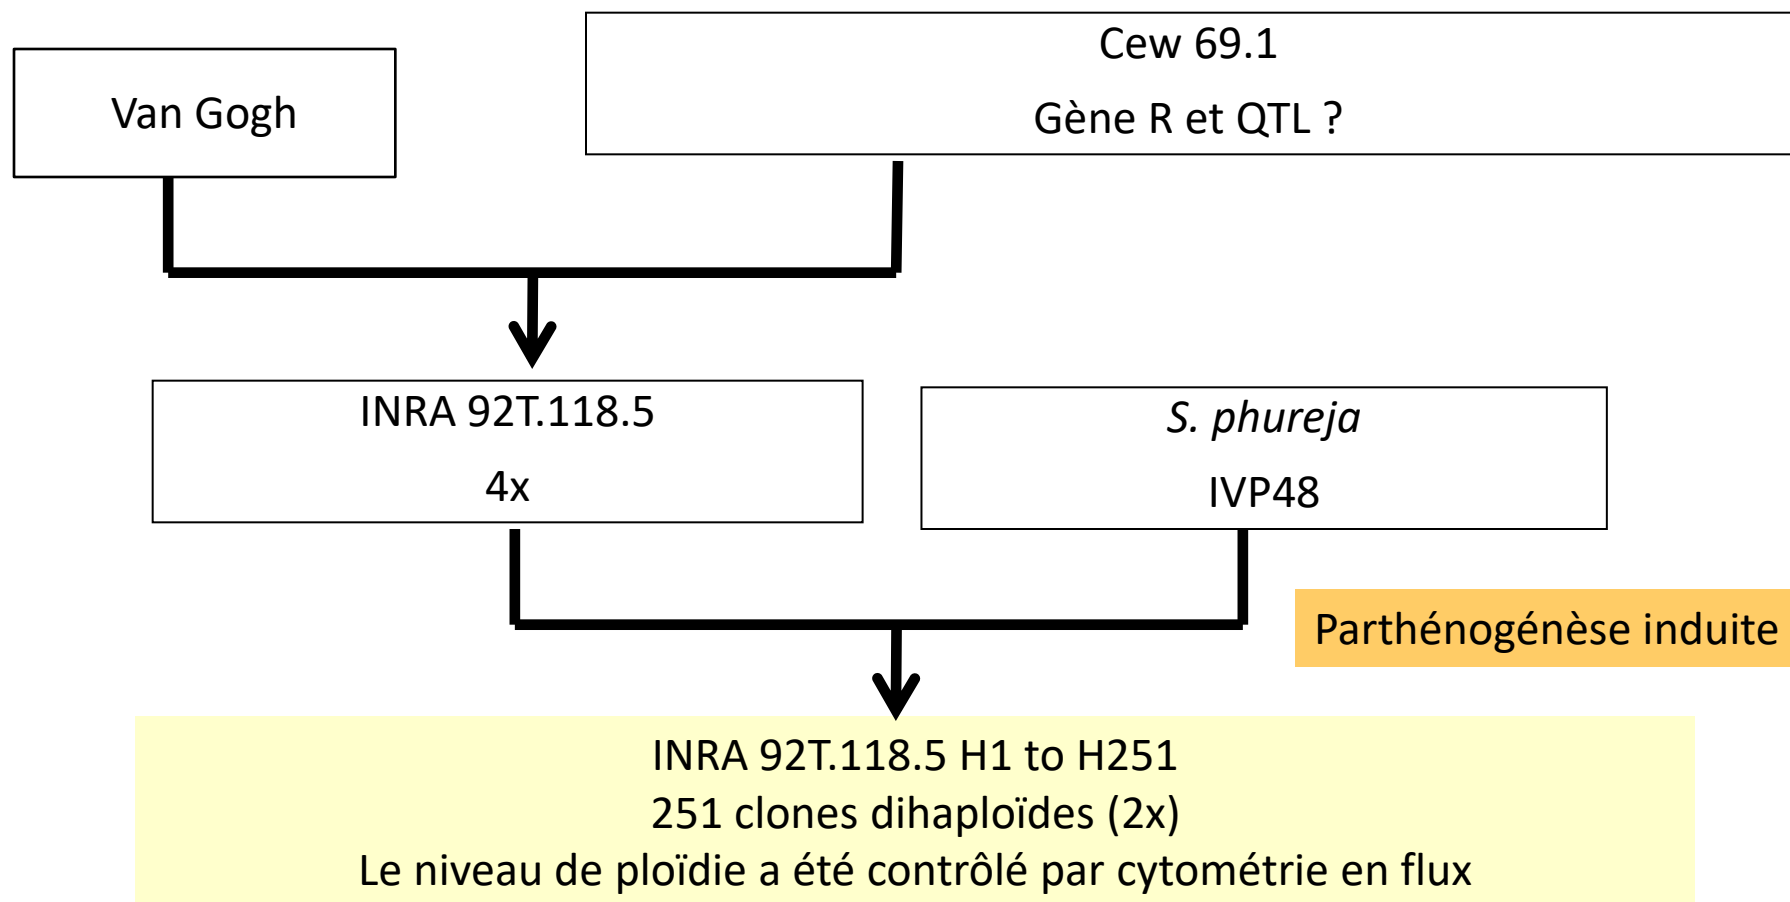 Van Gogh
Cew 69.1
Gène R et QTL ?
INRA 92T.118.5
4x
S. phureja
IVP48
Parthénogénèse induite
INRA 92T.118.5 H1 to H251
251 clones dihaploïdes (2x)
Le niveau de ploïdie a été contrôlé par cytométrie en flux